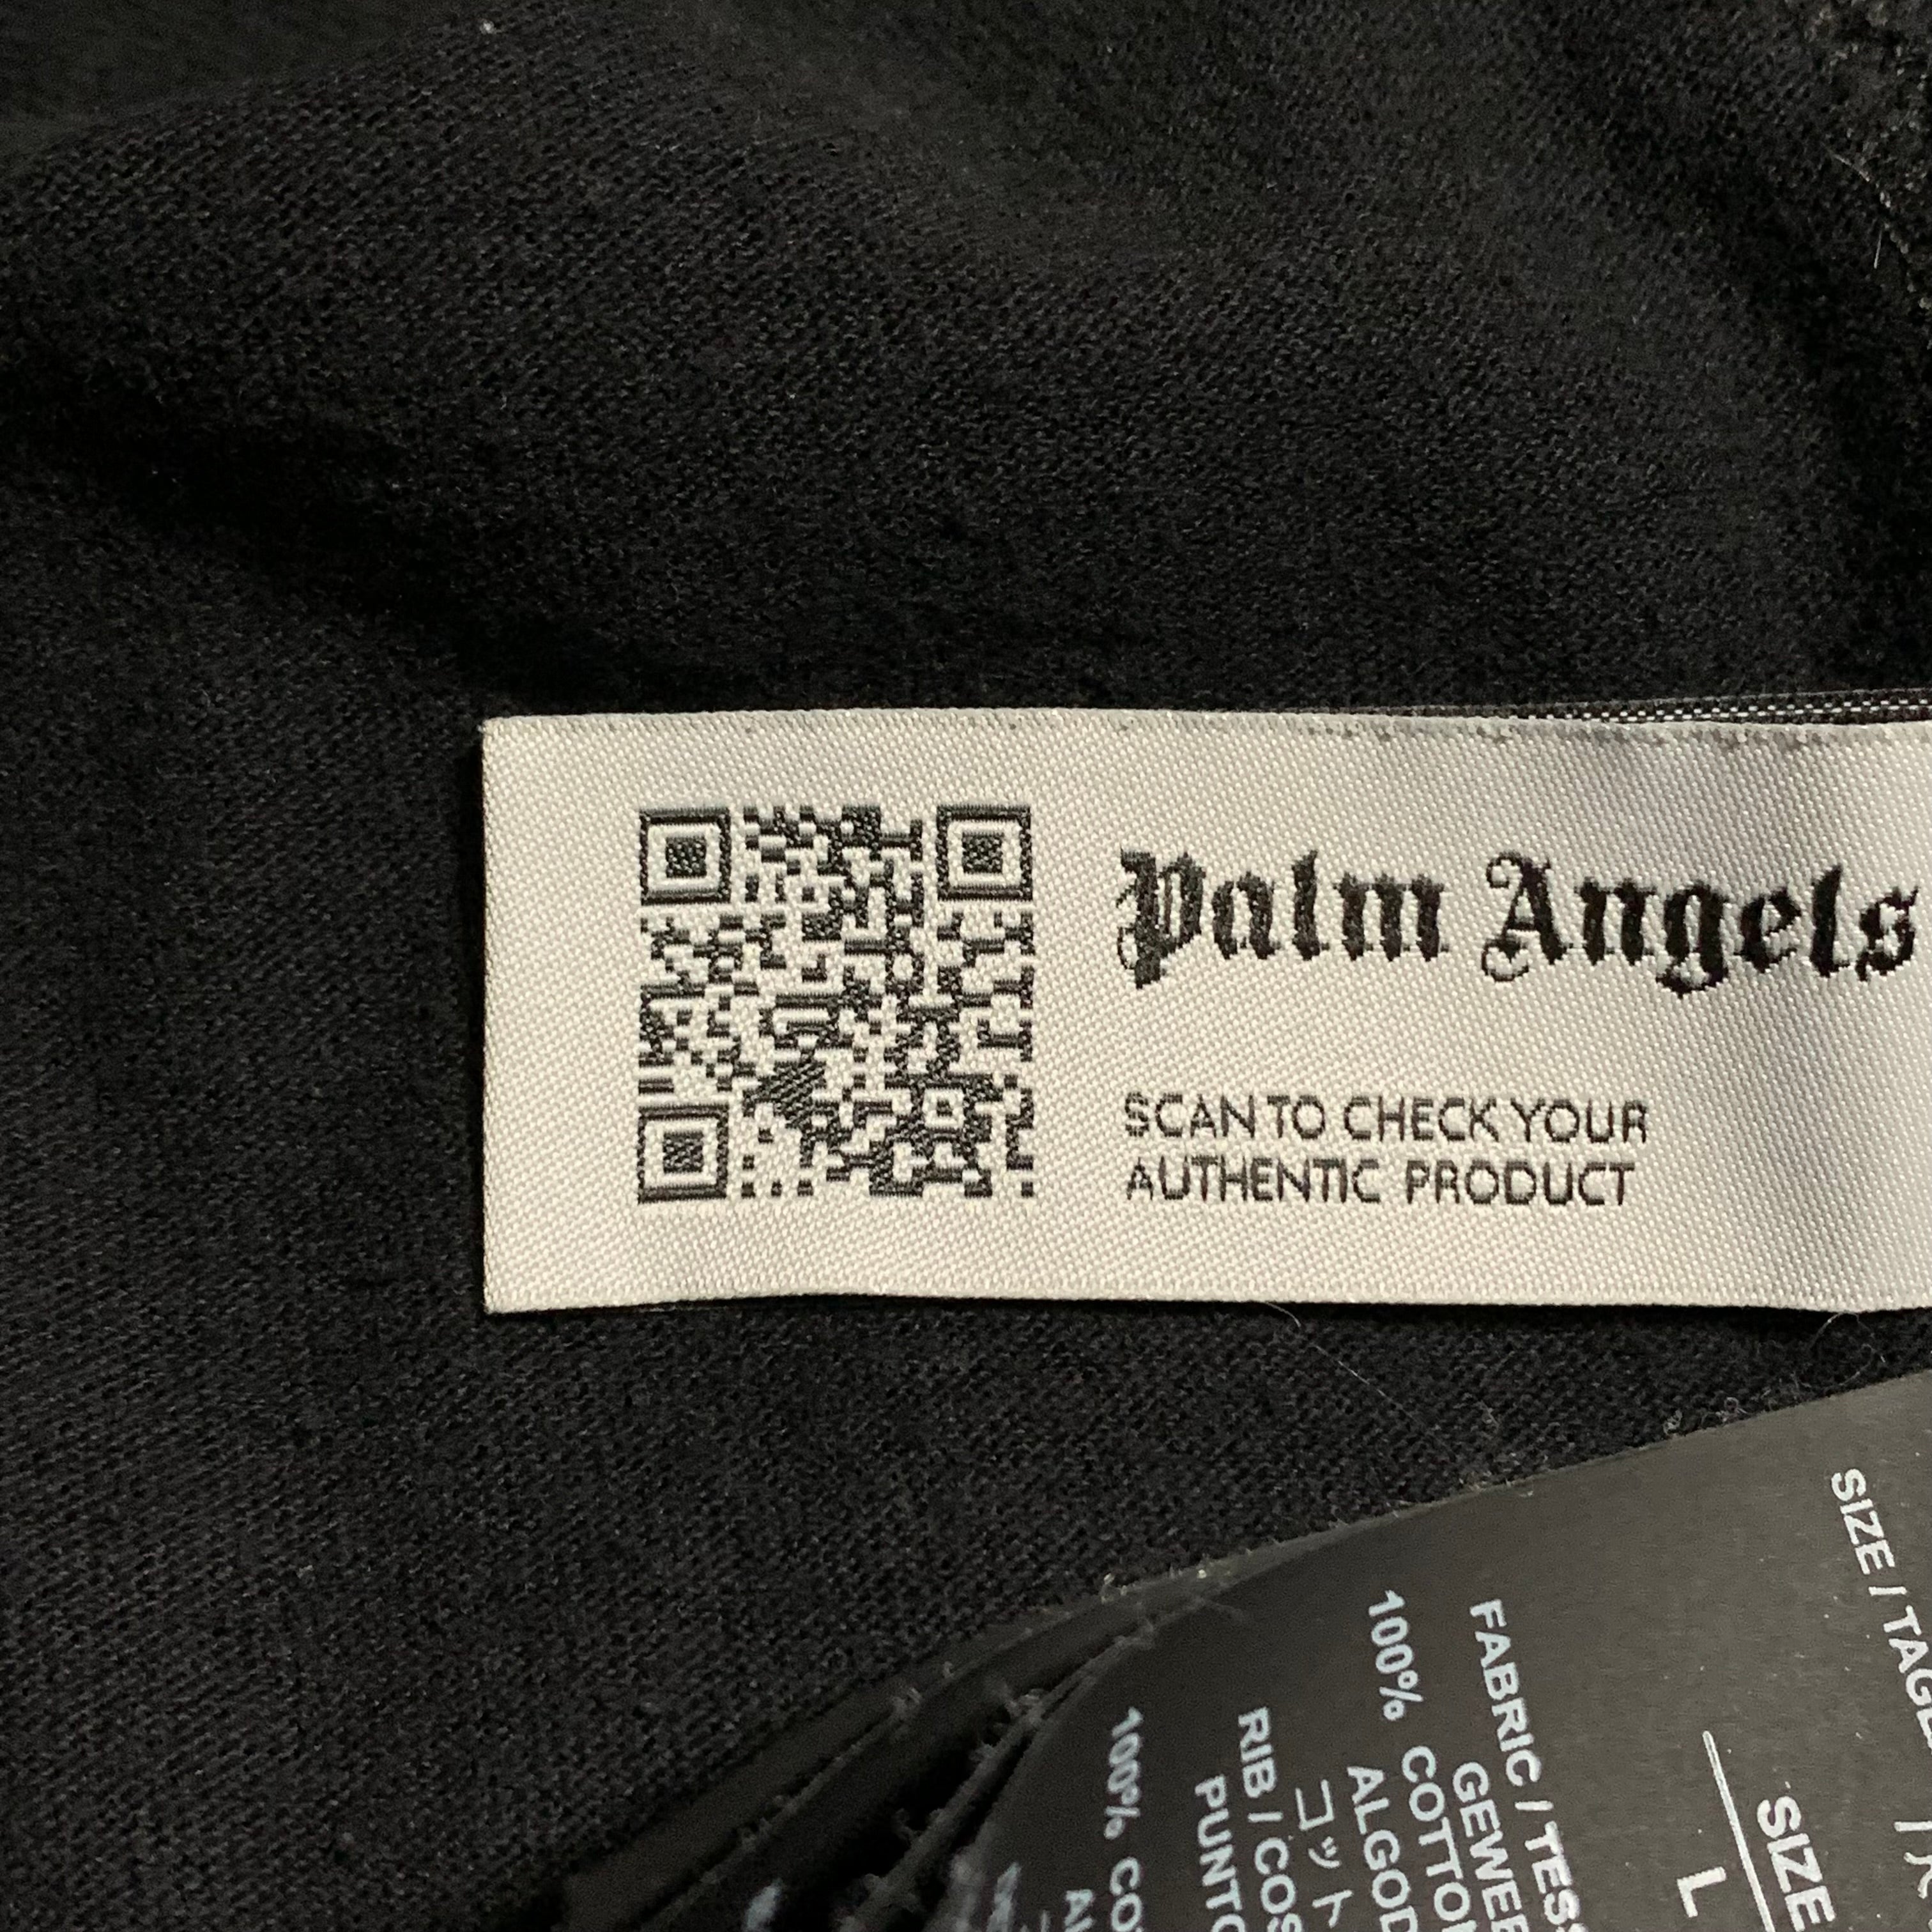 Palm Angels
SCAN TO CHECK YOUR
AUTHENTIC PRODUCT
SIZE / TAGL
SIZE
L
FABRIC / TESS
GEWEB
100% COTTON
ALGOD
コット
RIB / COS
PUNTO
100% CO